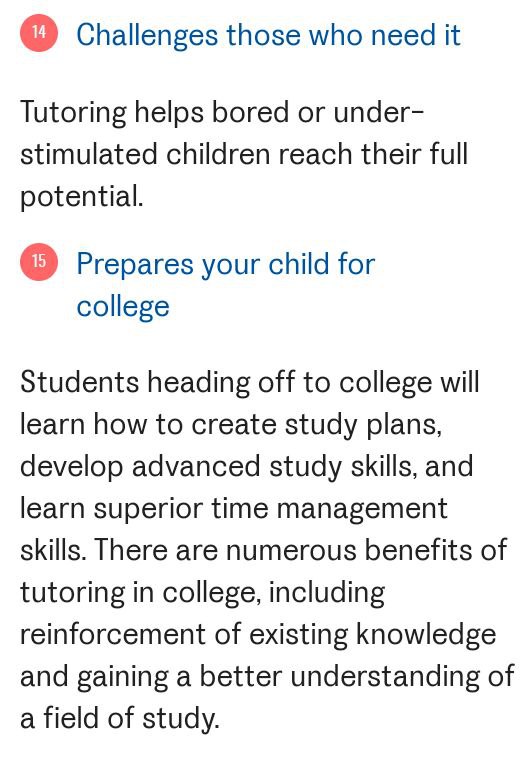 14 Challenges those who need it
Tutoring helps bored or under-
stimulated children reach their full
potential.
15 Prepares your child for
college
Students heading off to college will
learn how to create study plans,
develop advanced study skills, and
learn superior time management
skills. There are numerous benefits of
tutoring in college, including
reinforcement of existing knowledge
and gaining a better understanding of
a field of study.